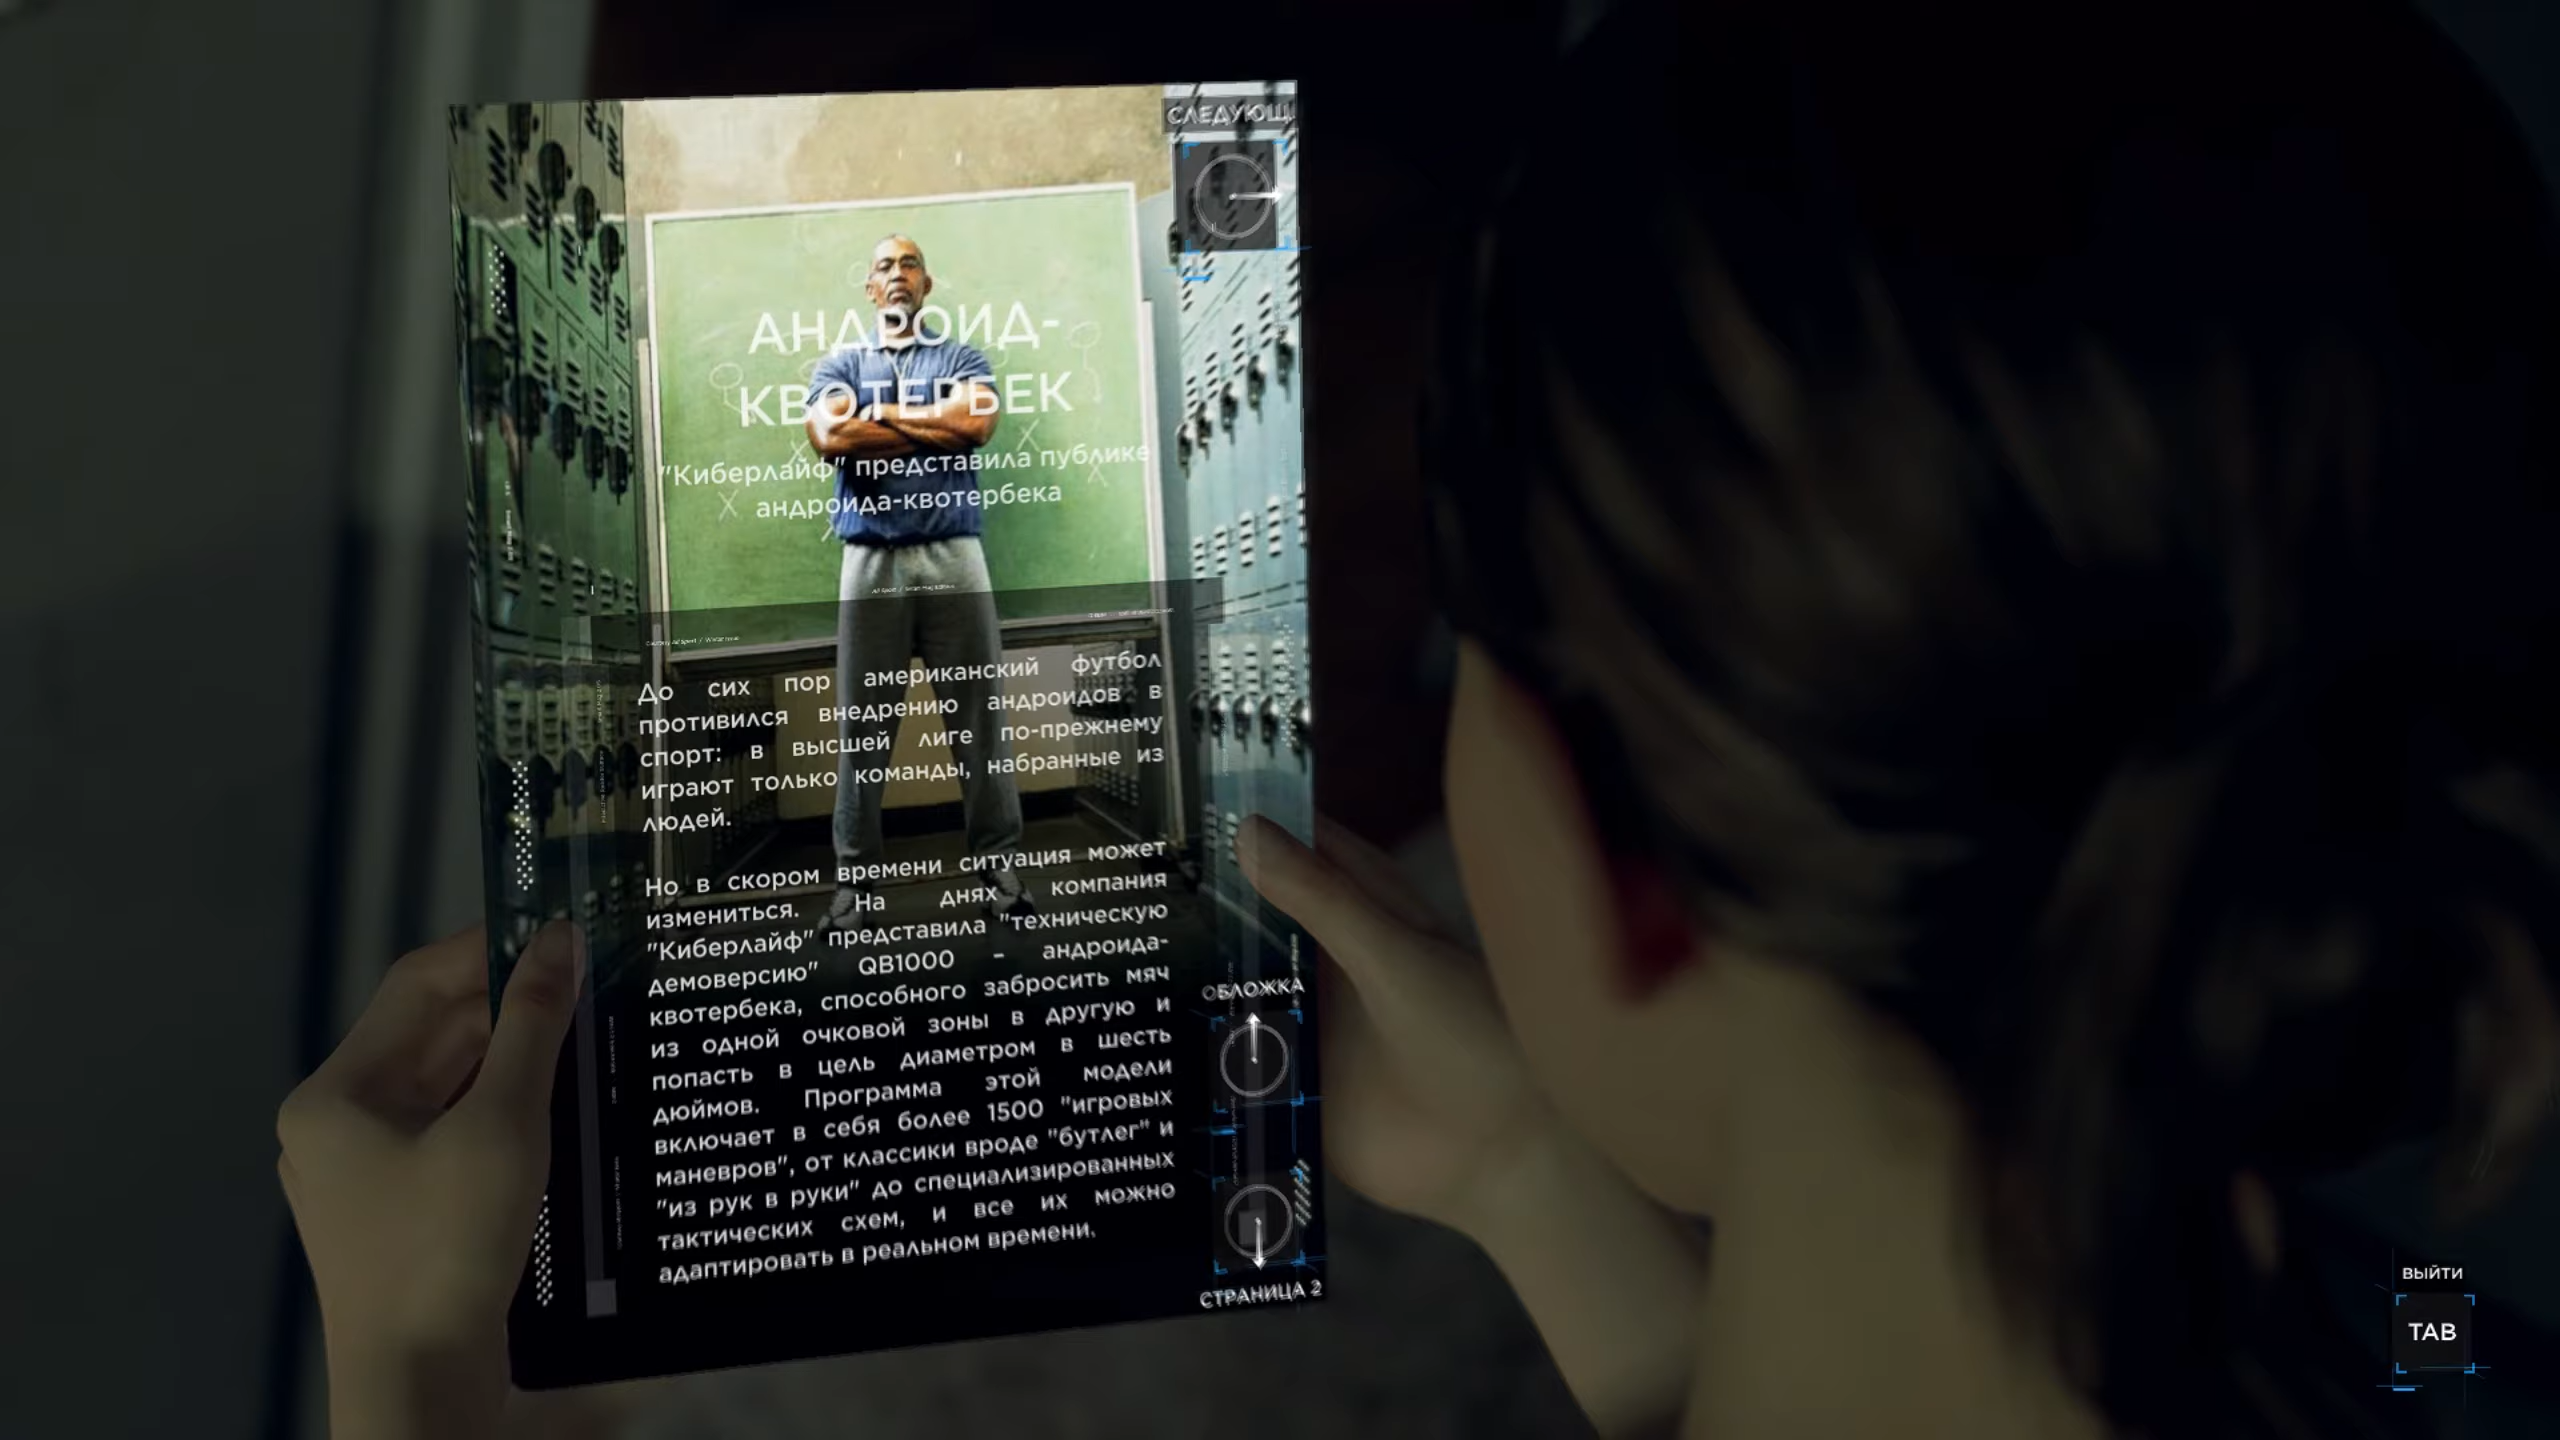 СЛЕДУЮЩ
АНДРОИД-
КВОТЕРБЕК
"Киберлайф" представила публике
андроида-квотербека
До сих пор американский футбол
противился внедрению андроидов в
спорт: в высшей лиге по-прежнему
играют только команды, набранные из
людей.
Но в скором времени ситуация может
измениться. На днях компания
"Киберлайф" представила "техническую
демоверсию" QB1000 – андроида-
квотербека, способного забросить мяч
из одной очковой зоны в другую и
попасть в цель диаметром в шесть
дюймов. Программа этой модели
включает в себя более 1500 "игровых
маневров", от классики вроде "бутлег" и
"из рук в руки" до специализированных
тактических схем, и все их можно
адаптировать в реальном времени.
ОБЛОЖКА
СТРАНИЦА 2
ВЫЙТИ
TAB